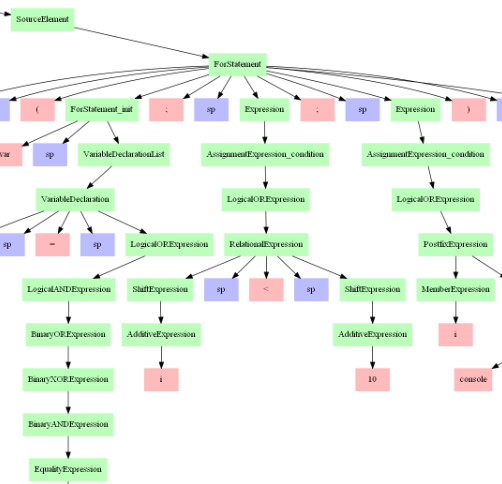 SourceElement
ForStatement
( ForStatement_init ; sp Expression ; sp Expression )
var sp VariableDeclarationList AssignmentExpression_condition AssignmentExpression_condition
VariableDeclaration LogicalORExpression LogicalORExpression
sp = sp LogicalORExpression RelationalExpression PostfixExpression
LogicalANDExpression ShiftExpression sp < sp ShiftExpression MemberExpression
BinaryORExpression AdditiveExpression AdditiveExpression i
BinaryXORExpression i 10 console
BinaryANDExpression
EqualityExpression